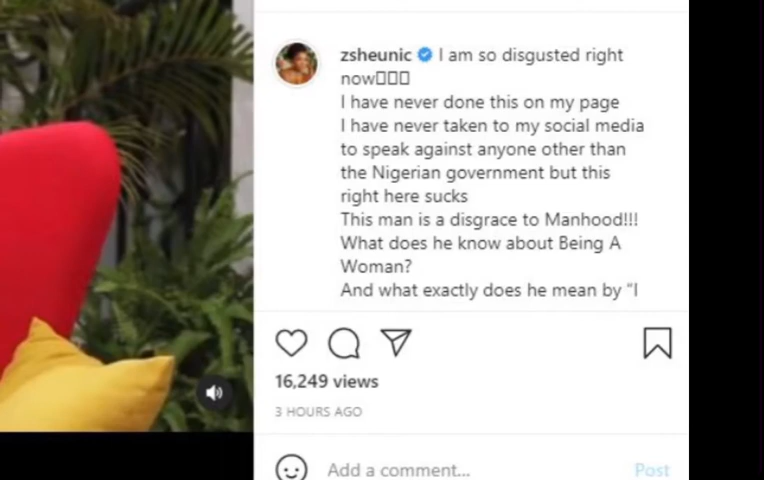 zsheunic I am so disgusted right
now▯▯▯
I have never done this on my page
I have never taken to my social media
to speak against anyone other than
the Nigerian government but this
right here sucks
This man is a disgrace to Manhood!!!
What does he know about Being A
Woman?
And what exactly does he mean by "I
16,249 views
3 HOURS AGO
Add a comment... Post